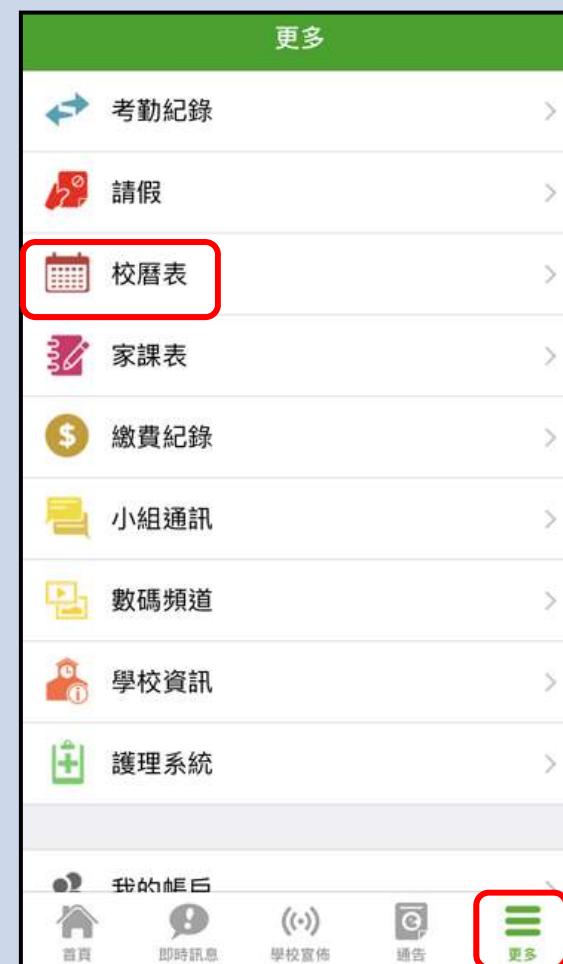 更多
考勤紀錄
請假
校曆表
家課表
繳費紀錄
小組通訊
數碼頻道
學校資訊
護理系統
我的帳戶
首頁
即時訊息
學校宣佈
通告
更多